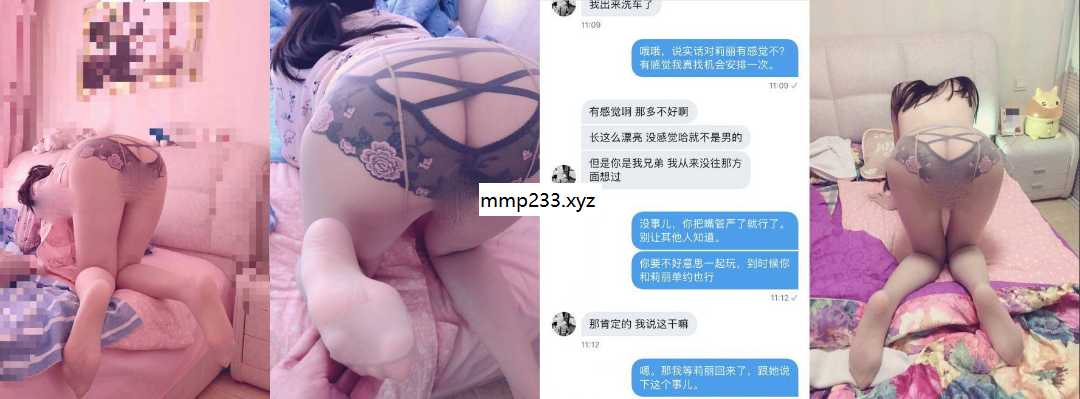 我出来洗车了
11:09
哦哦，说实话对莉丽有感觉不？
有感觉我真找机会安排一次。
11:09
有感觉啊 那多不好啊
长这么漂亮 没感觉哈就不是男的
但是你是我兄弟 我从来没往那方
面想过
mmp233.xyz
没事儿，你把嘴管严了就行了。
别让其他人知道。
你要不好意思一起玩，到时候你
和莉丽单约也行
11:12
那肯定的 我说这干嘛
11:12
嗯，那我等莉丽回来了，跟她说
下这个事儿。